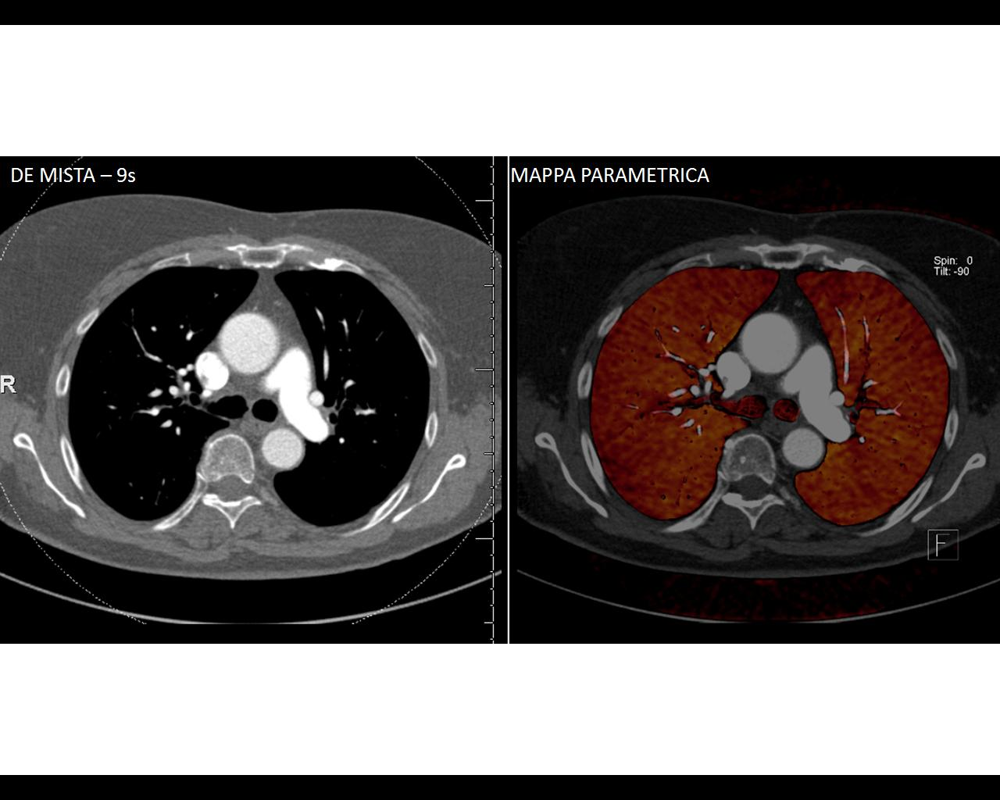 DE MISTA – 9s
MAPPA PARAMETRICA
Spin: 0
Tilt: -90
R
F